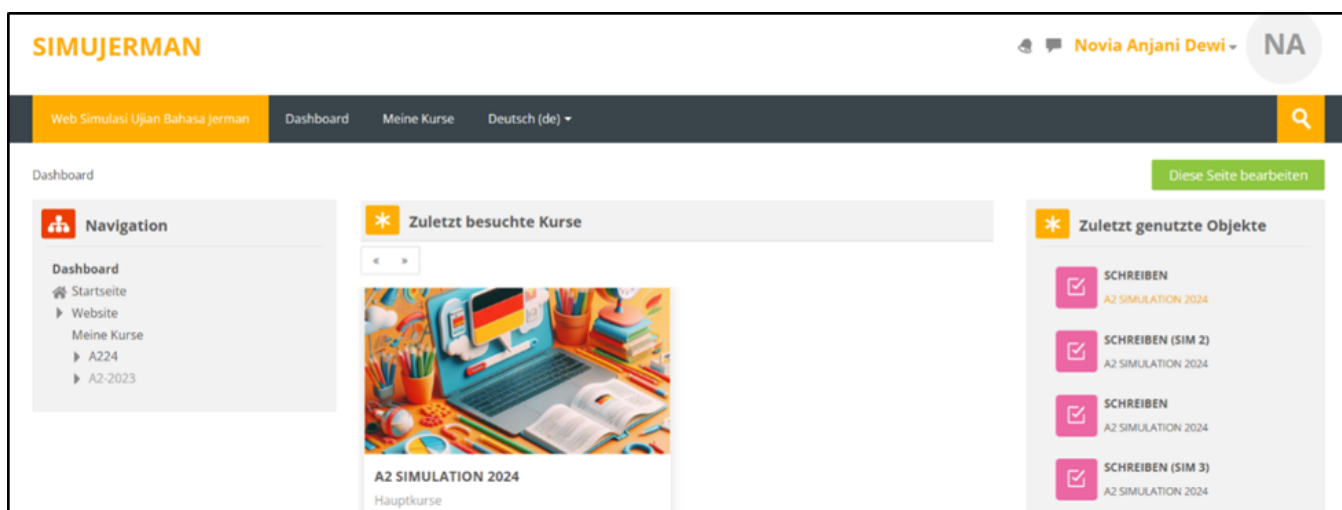 SIMUJERMAN
Novia Anjani Dewi
NA
Web Simulasi Ujian Bahasa Jerman
Dashboard
Meine Kurse
Deutsch (de)
Dashboard
Diese Seite bearbeiten
Navigation
Dashboard
Startseite
Website
Meine Kurse
A224
A2-2023
Zuletzt besuchte Kurse
« »
A2 SIMULATION 2024
Hauptkurse
Zuletzt genutzte Objekte
SCHREIBEN
A2 SIMULATION 2024
SCHREIBEN (SIM 2)
A2 SIMULATION 2024
SCHREIBEN
A2 SIMULATION 2024
SCHREIBEN (SIM 3)
A2 SIMULATION 2024